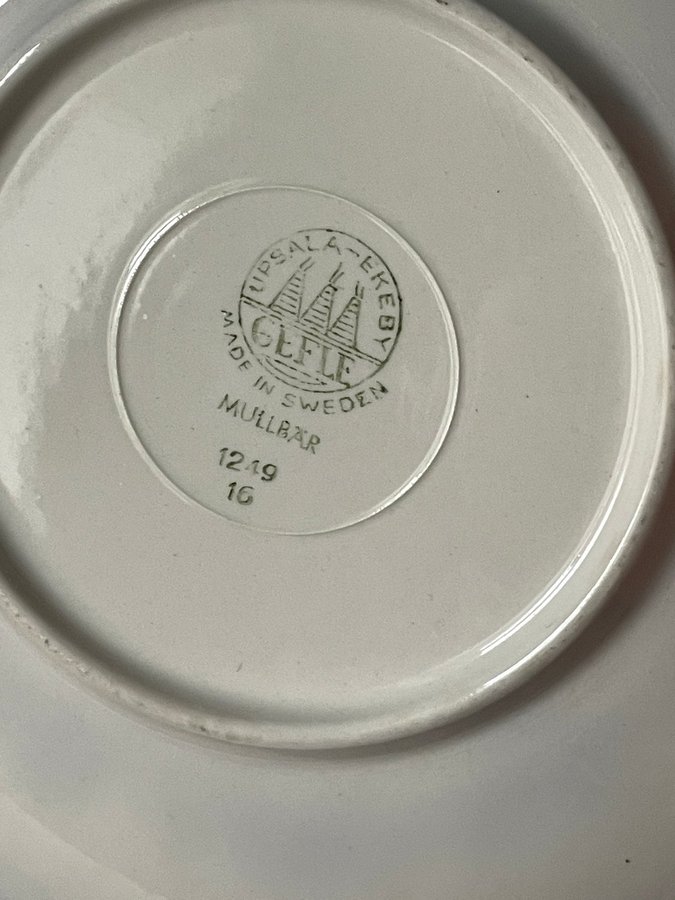 UPSALA-EKEBY
GEFLE
MADE IN SWEDEN
MULLBÄR
1249
16